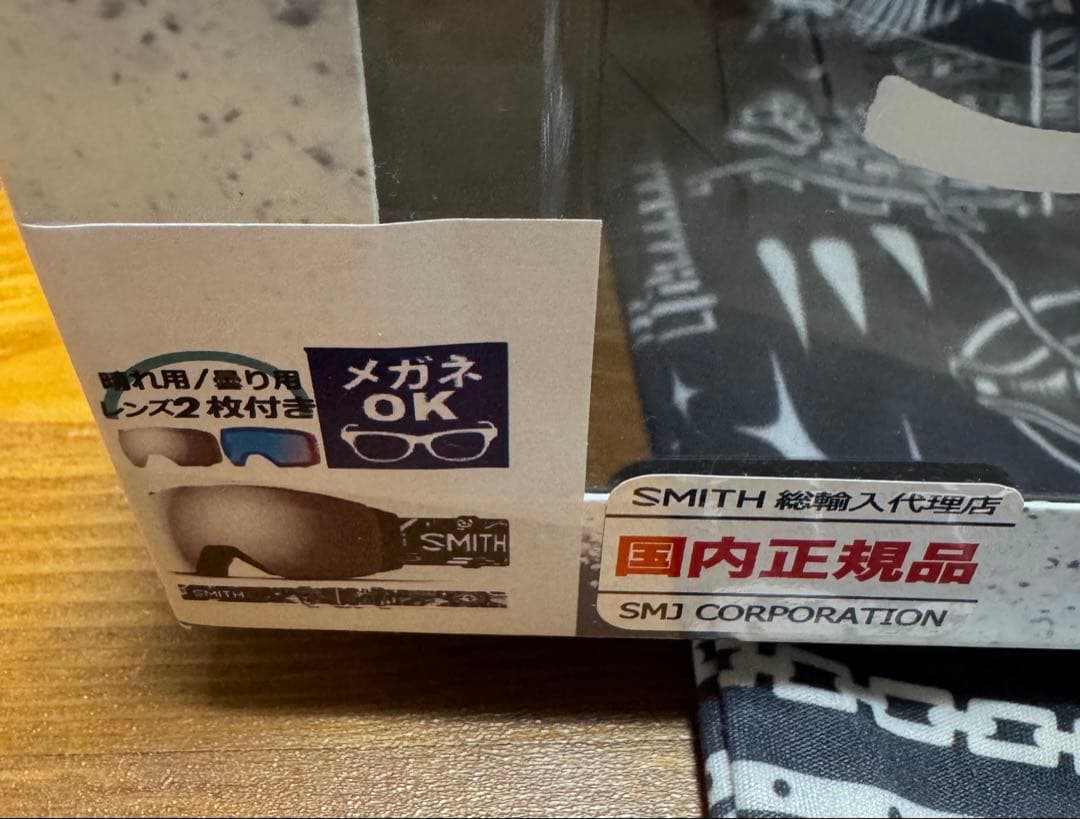 晴れ用/曇り用
レンズ2枚付き
メガネ
OK
SMITH
SMITH
SMITH 総輸入代理店
国内正規品
SMJ CORPORATION